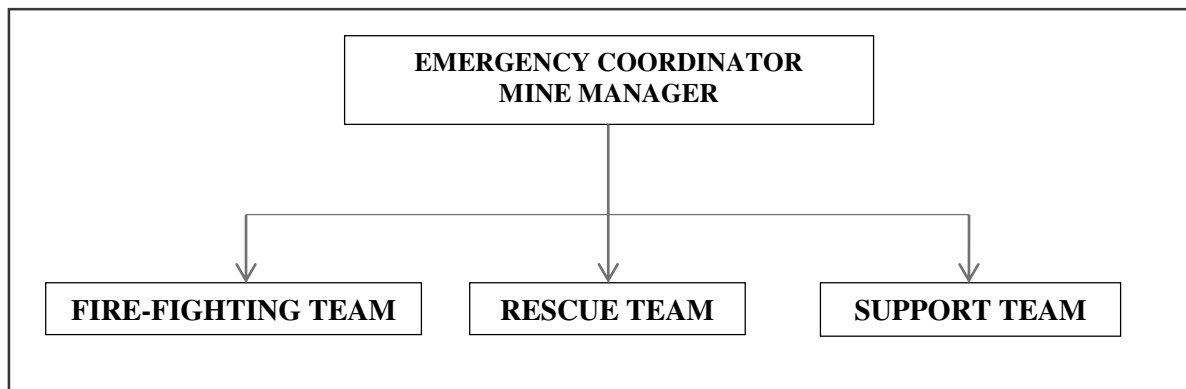 EMERGENCY COORDINATOR
MINE MANAGER
FIRE-FIGHTING TEAM
RESCUE TEAM
SUPPORT TEAM